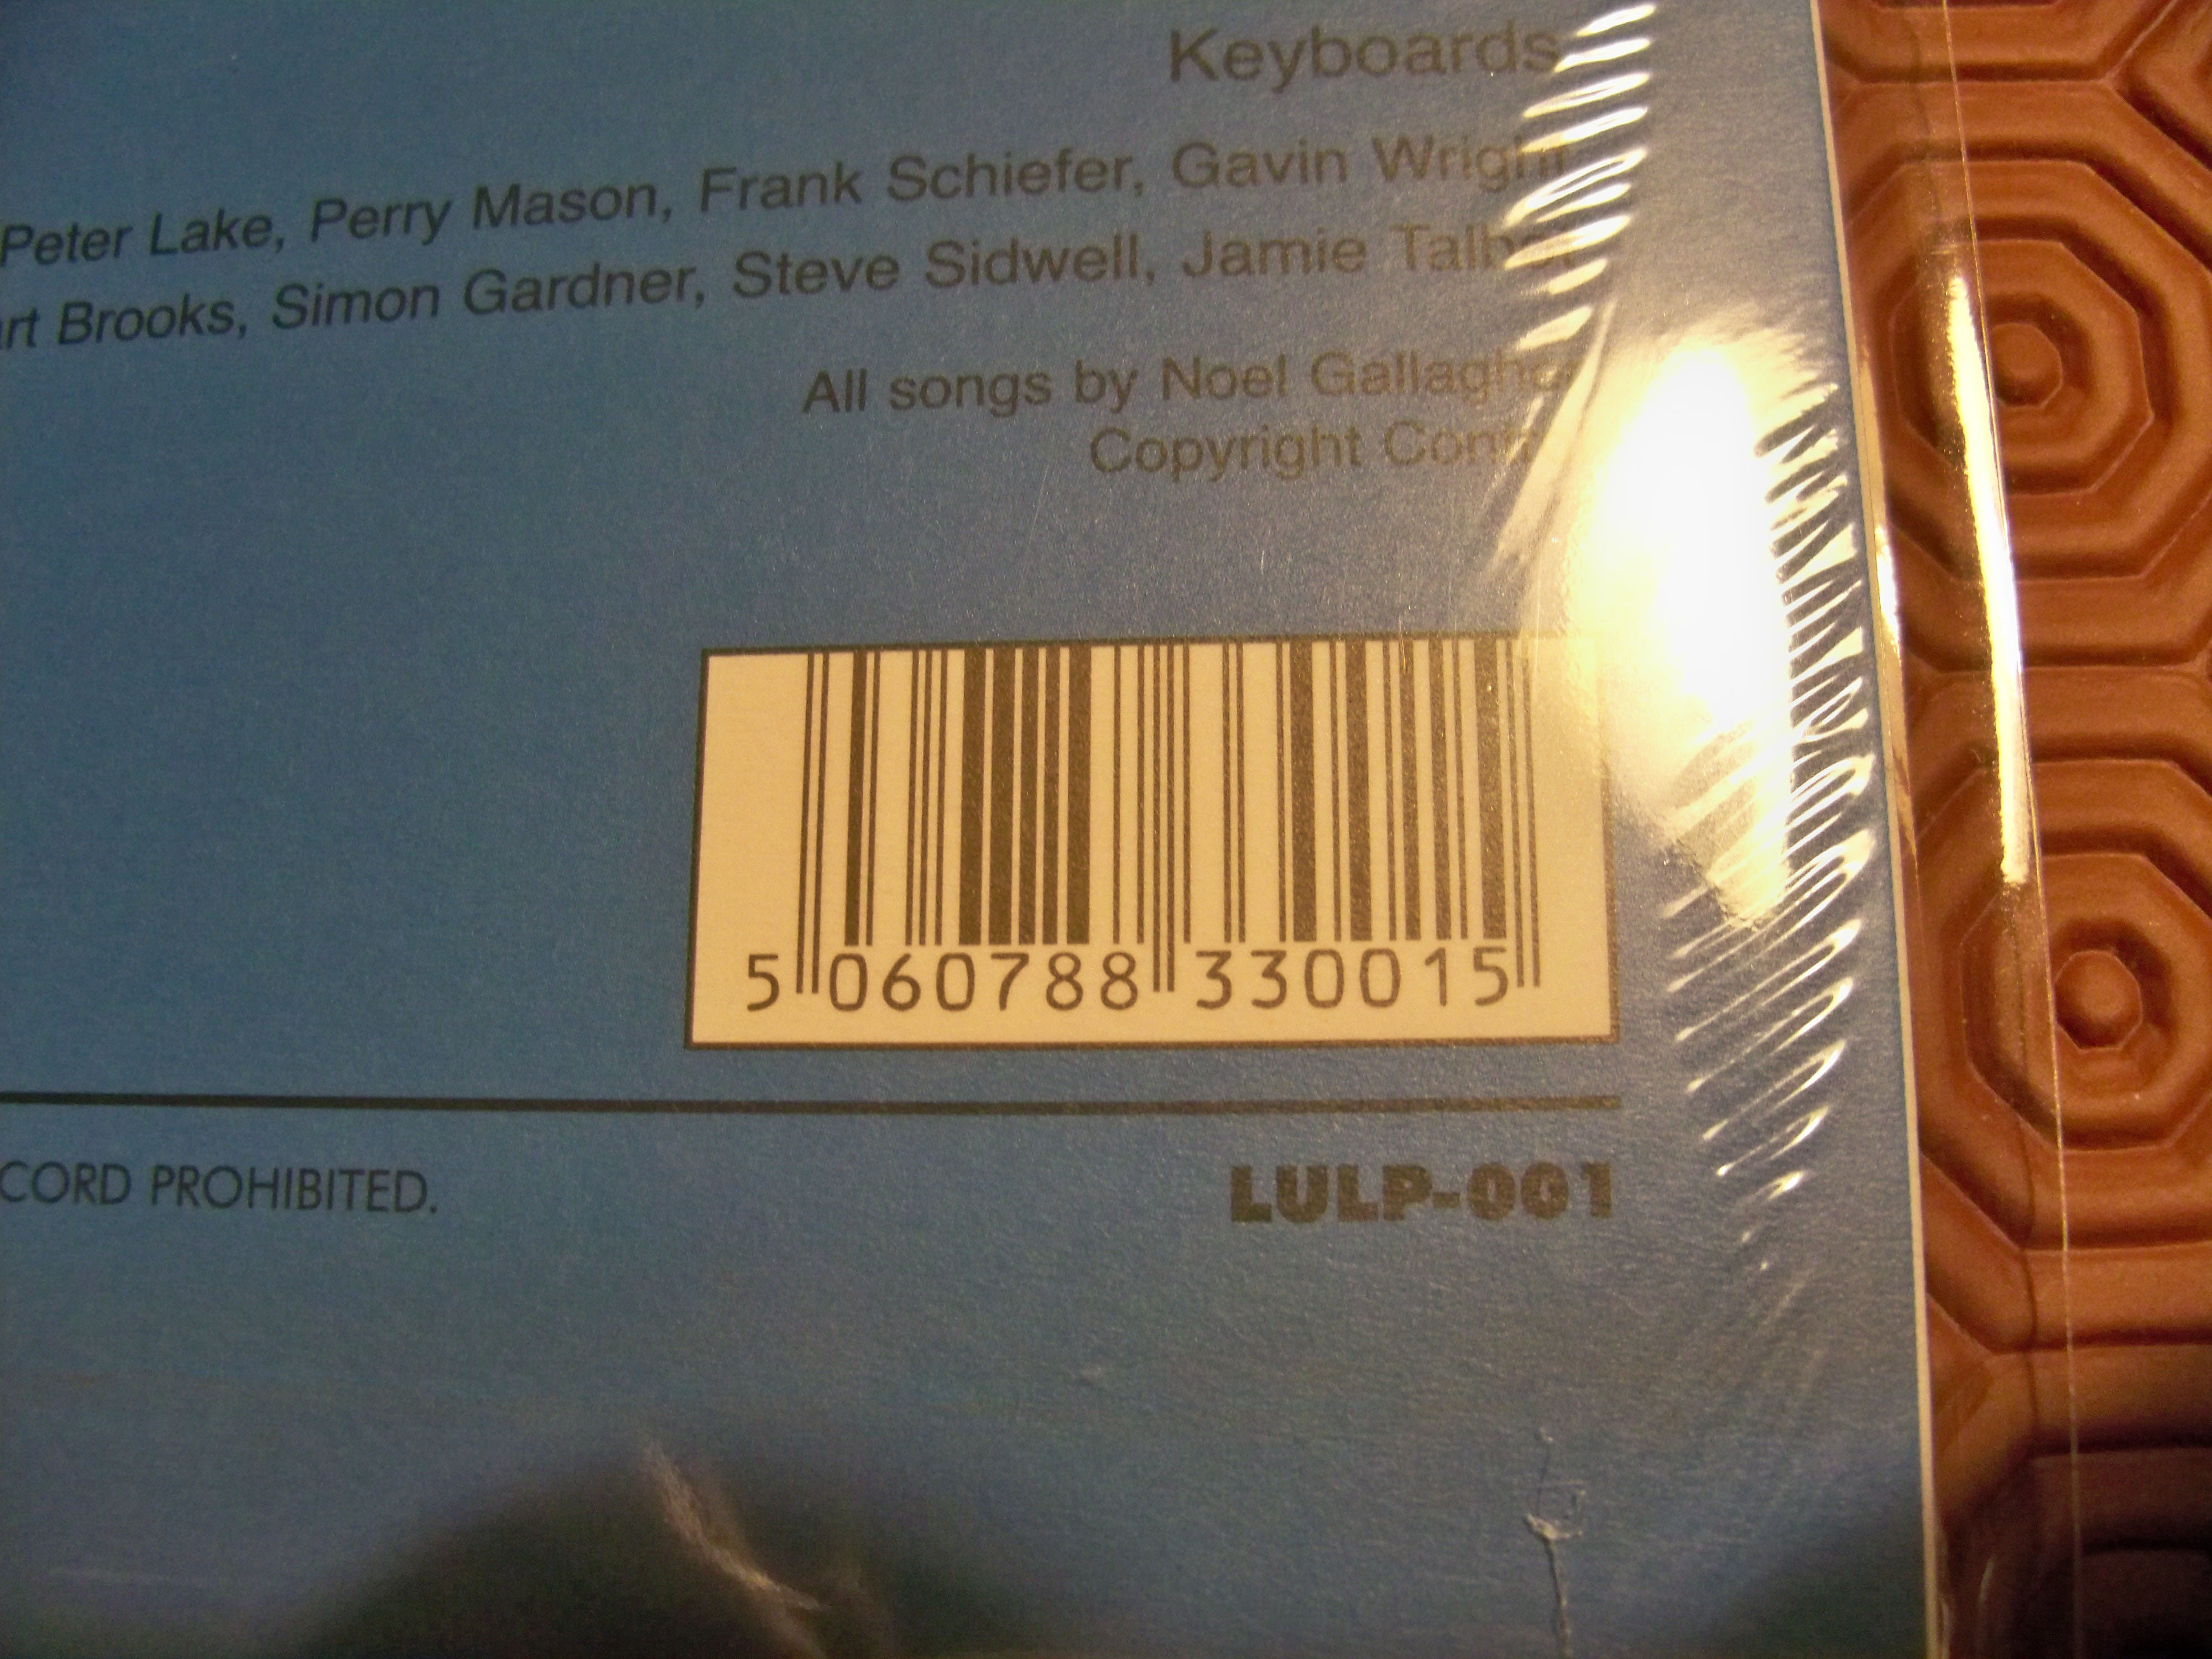 Keyboards
Peter Lake, Perry Mason, Frank Schiefer, Gavin Wright
Brooks, Simon Gardner, Steve Sidwell, Jamie
All songs by Noel
Copyright
5 060788 330015
PROHIBITED.
LULP-001